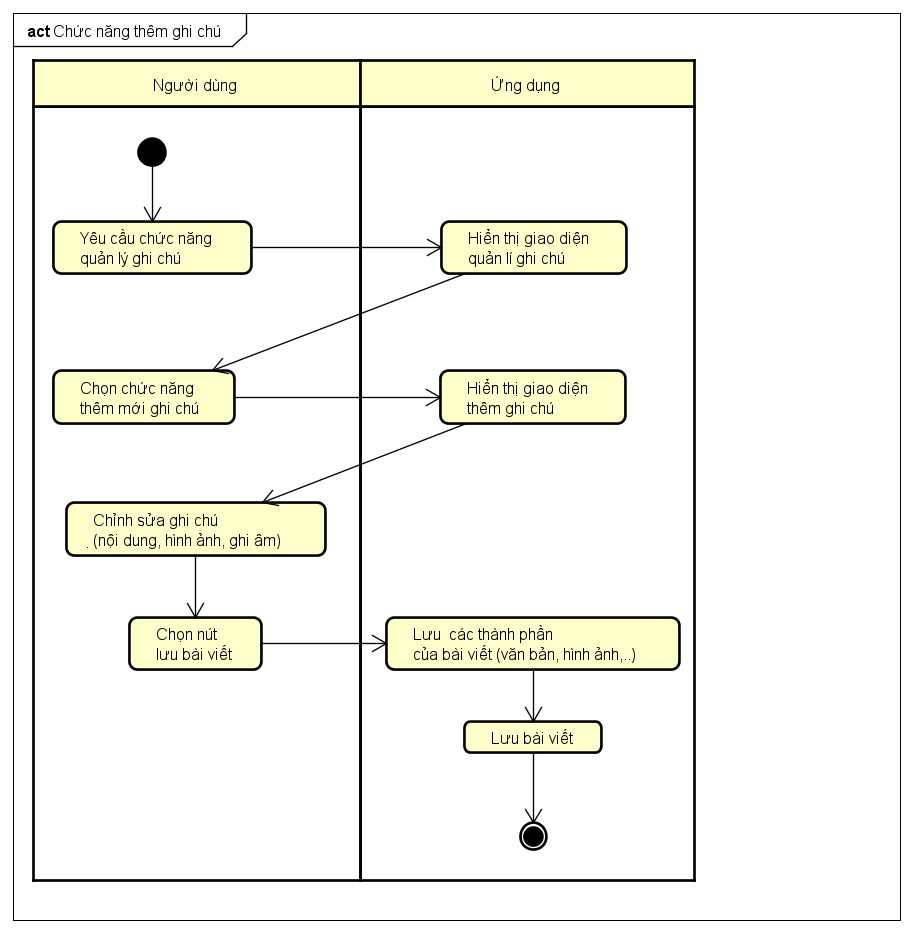 act Chức năng thêm ghi chú
Người dùng
Ứng dụng
Yêu cầu chức năng
quản lý ghi chú
Hiển thị giao diện
quản lí ghi chú
Chọn chức năng
thêm mới ghi chú
Hiển thị giao diện
thêm ghi chú
Chỉnh sửa ghi chú
. (nội dung, hình ảnh, ghi âm)
Chọn nút
lưu bài viết
Lưu  các thành phần
của bài viết (văn bản, hình ảnh,..)
Lưu bài viết